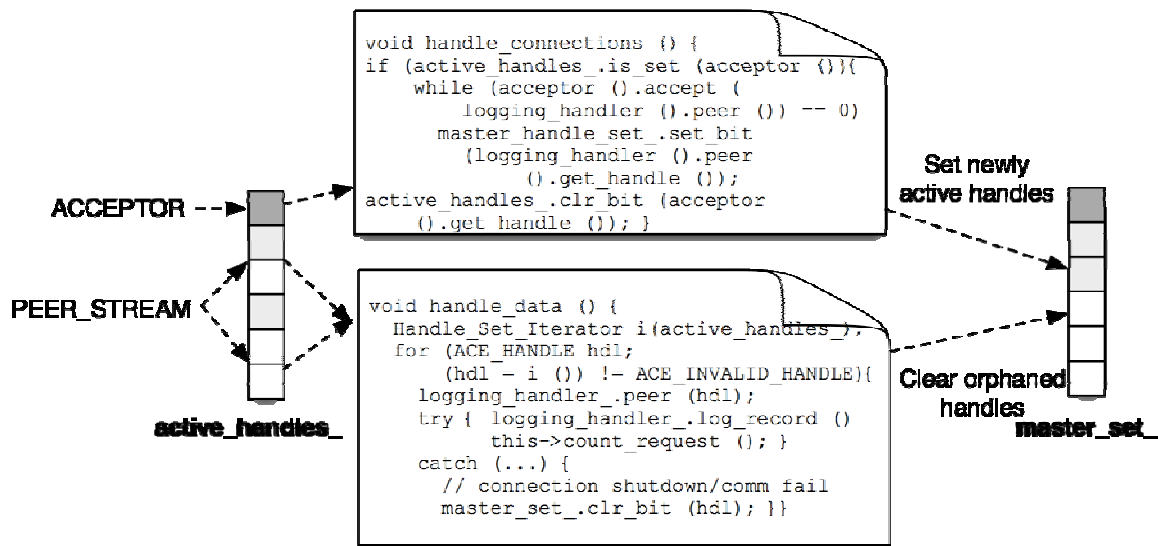 void handle_connections () {
if (active_handles_.is_set (acceptor ()){
while (acceptor ().accept (
logging_handler ().peer ()) == 0)
master_handle_set_.set_bit
(logging_handler ().peer
().get_handle ());
active_handles_.clr_bit (acceptor
().get_handle ()); }
ACCEPTOR
PEER_STREAM
active_handles_
void handle_data () {
Handle_Set_Iterator i(active_handles_);
for (ACE_HANDLE hdl;
(hdl = i ()) != ACE_INVALID_HANDLE){
logging_handler_.peer (hdl);
try { logging_handler_.log_record ()
this->count_request (); }
catch (...) {
// connection shutdown/comm fail
master_set_.clr_bit (hdl); }}
Set newly
active handles
Clear orphaned
handles
master_set_